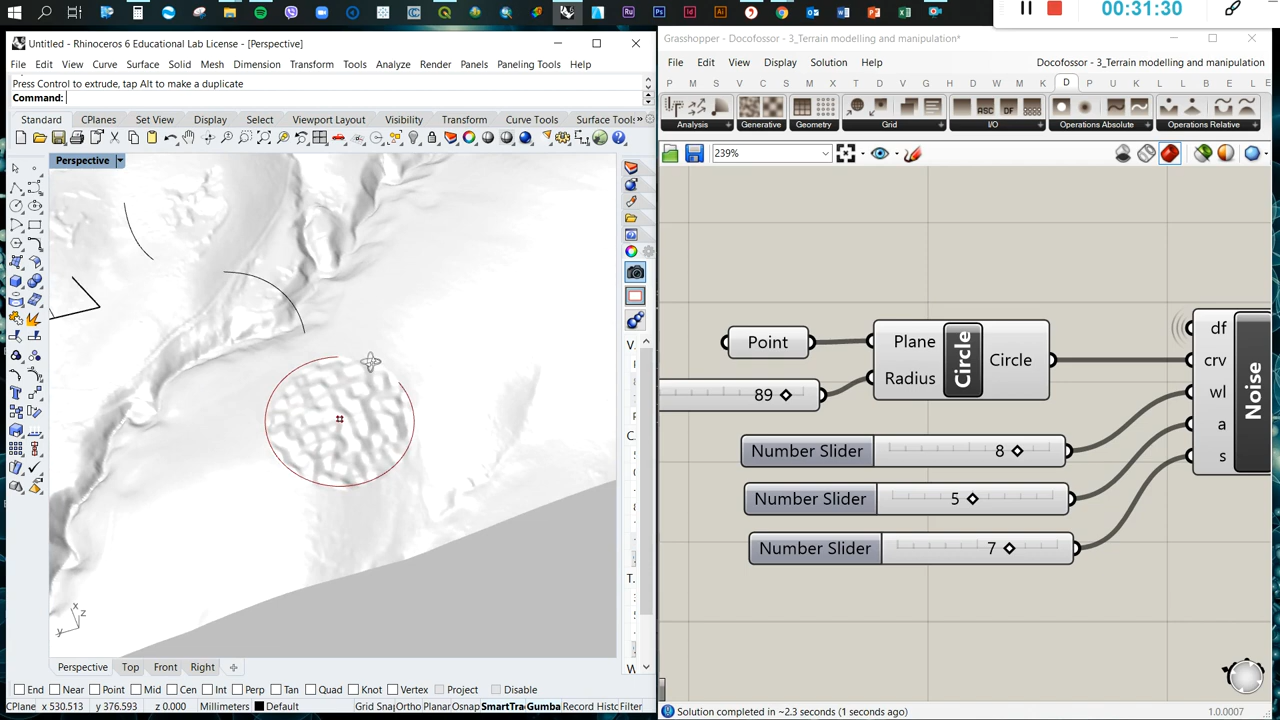 00:31:30
Untitled - Rhinoceros 6 Educational Lab License - [Perspective]
File Edit View Curve Surface Solid Mesh Dimension Transform Tools Analyze Render Panels Paneling Tools Help
Press Control to extrude, tap Alt to make a duplicate
Command:
Standard CPlanes Set View Display Select Viewport Layout Visibility Transform Curve Tools Surface Tools
Perspective
Perspective Top Front Right
End Near Point Mid Cen Int Perp Tan Quad Knot Vertex Project Disable
CPlane x 530.513 y 376.593 z 0.000 Millimeters Default Grid Snap Ortho Planar Osnap SmartTrack Gumball Record History Filter
Grasshopper - Docofossor - 3_Terrain modelling and manipulation*
File Edit View Display Solution Help Docofossor - 3_Terrain modelling and manipulation*
P M S V C S M I T D W K D L H D N K P B D L L E
Analysis Generative Geometry Grid I/O Operations Absolute Operations Relative
239%
Point
Plane
Radius
Circle
Circle
89
Number Slider 8
Number Slider 5
Number Slider 7
df
crv
wl
a
s
Noise
Solution completed in ~2.3 seconds (1 seconds ago)
1.0.0007